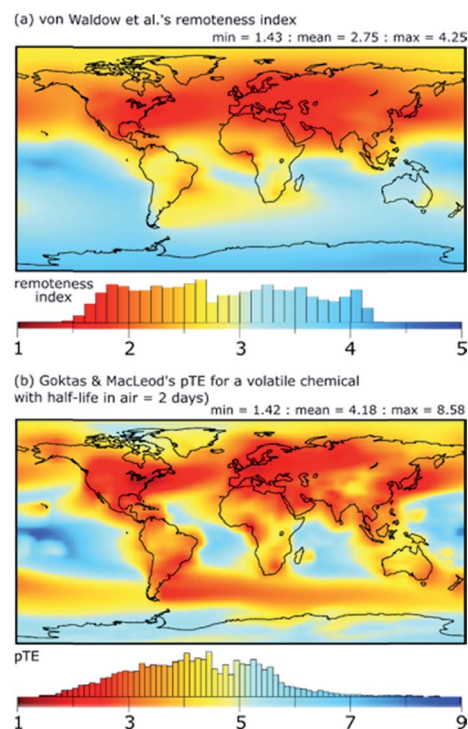 (a) von Waldow et al.'s remoteness index
min = 1.43 : mean = 2.75 : max = 4.25
remoteness
index
1 2 3 4 5
(b) Goktas & MacLeod's pTE for a volatile chemical
with half-life in air = 2 days)
min = 1.42 : mean = 4.18 : max = 8.58
pTE
1 3 5 7 9